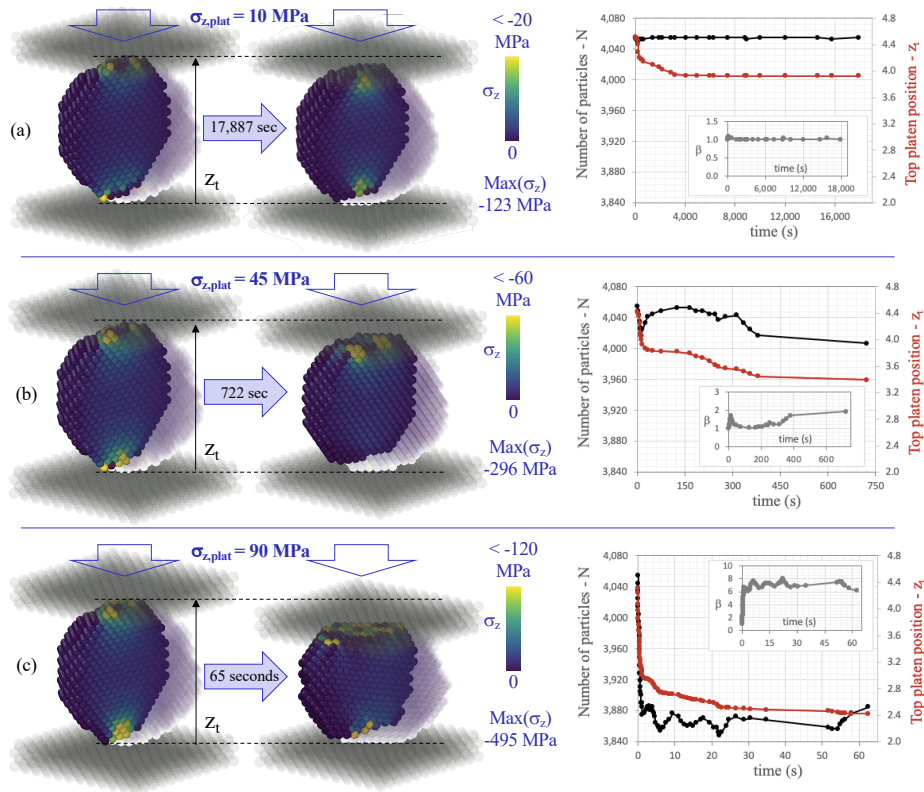 (a)
σz,plat = 10 MPa
Zt
17,887 sec
< -20
MPa
σz
0
Max(σz)
-123 MPa
Number of particles - N
4,080
4,040
4,000
3,960
3,920
3,880
3,840
4.8
4.4
4.0
3.6
3.2
2.8
2.4
2.0
Top platen position - zt
0
4,000
8,000
12,000
16,000
time (s)
β
1.5
1.0
0.5
0.0
time (s)
0
6,000
12,000
18,000
(b)
σz,plat = 45 MPa
Zt
722 sec
< -60
MPa
σz
0
Max(σz)
-296 MPa
Number of particles - N
4,080
4,040
4,000
3,960
3,920
3,880
3,840
4.8
4.4
4.0
3.6
3.2
2.8
2.4
2.0
Top platen position - zt
0
150
300
450
600
750
time (s)
β
3
2
1
0
time (s)
0
200
400
600
(c)
σz,plat = 90 MPa
Zt
65 seconds
< -120
MPa
σz
0
Max(σz)
-495 MPa
Number of particles - N
4,080
4,040
4,000
3,960
3,920
3,880
3,840
4.8
4.4
4.0
3.6
3.2
2.8
2.4
2.0
Top platen position - zt
0
10
20
30
40
50
60
time (s)
β
10
8
6
4
2
0
time (s)
0
15
30
45
60